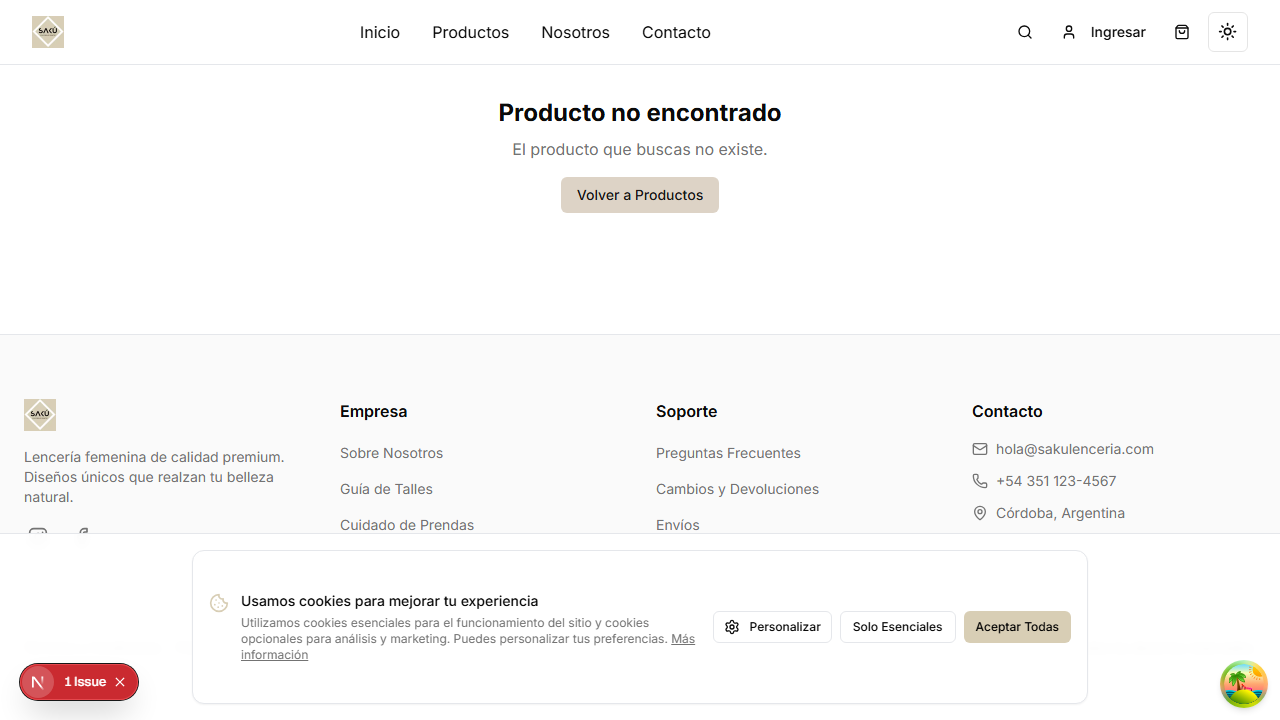 SAKÚ
Inicio
Productos
Nosotros
Contacto
Ingresar
Producto no encontrado
El producto que buscas no existe.
Volver a Productos
SAKÚ
Lencería femenina de calidad premium.
Diseños únicos que realzan tu belleza
natural.
Empresa
Sobre Nosotros
Guía de Talles
Cuidado de Prendas
Soporte
Preguntas Frecuentes
Cambios y Devoluciones
Envíos
Contacto
hola@sakulenceria.com
+54 351 123-4567
Córdoba, Argentina
Usamos cookies para mejorar tu experiencia
Utilizamos cookies esenciales para el funcionamiento del sitio y cookies
opcionales para análisis y marketing. Puedes personalizar tus preferencias. Más
información
Personalizar
Solo Esenciales
Aceptar Todas
N
1 Issue